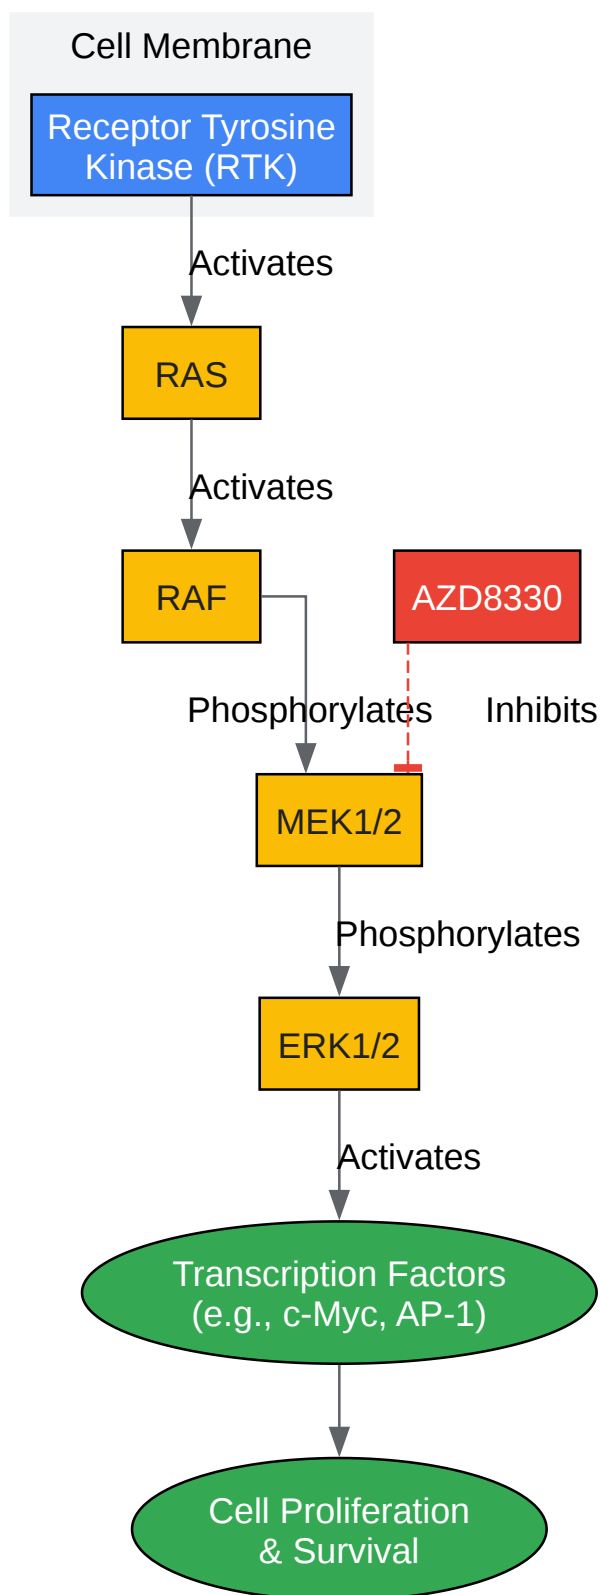 Cell Membrane
Receptor Tyrosine
Kinase (RTK)
Activates
RAS
Activates
RAF
AZD8330
Phosphorylates
Inhibits
MEK1/2
Phosphorylates
ERK1/2
Activates
Transcription Factors
(e.g., c-Myc, AP-1)
Cell Proliferation
& Survival